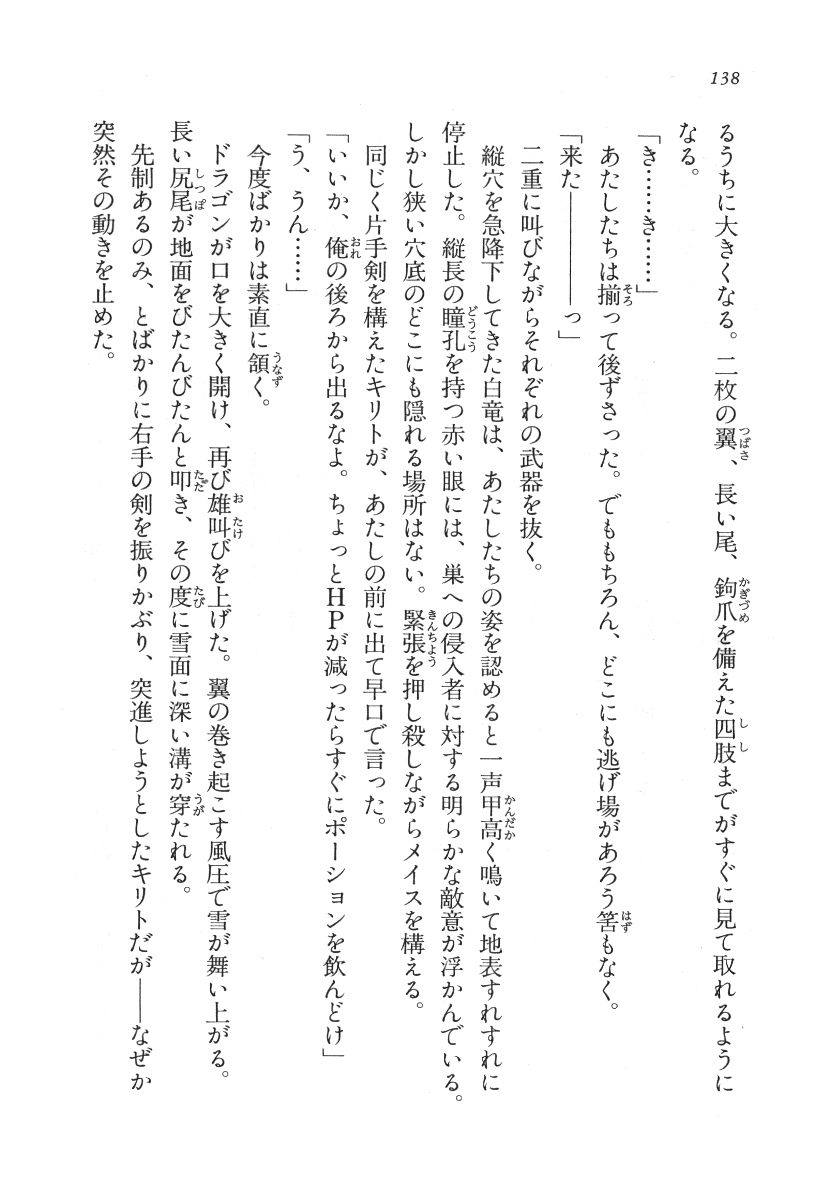 138
るうちに大きくなる。二枚の翼、長い尾、鉤爪を備えた四肢までがすぐに見て取れるように
なる。
「き……き……」
あたしたちは揃って後ずさった。でももちろん、どこにも逃げ場があろう筈もなく。
「来た————っ」
二重に叫びながらそれぞれの武器を抜く。
縦穴を急降下してきた白竜は、あたしたちの姿を認めると一声甲高く鳴いて地表すれすれに
停止した。縦長の瞳孔を持つ赤い眼には、巣への侵入者に対する明らかな敵意が浮かんでいる。
しかし狭い穴底のどこにも隠れる場所はない。緊張を押し殺しながらメイスを構える。
同じく片手剣を構えたキリトが、あたしの前に出て早口で言った。
「いいか、俺の後ろから出るなよ。ちょっとHPが減ったらすぐにポーションを飲んどけ」
「う、うん……」
今度ばかりは素直に頷く。
ドラゴンが口を大きく開け、再び雄叫びを上げた。翼の巻き起こす風圧で雪が舞い上がる。
長い尻尾が地面をびたんびたんと叩き、その度に雪面に深い溝が穿たれる。
先制あるのみ、とばかりに右手の剣を振りかぶり、突進しようとしたキリトだが——なぜか
突然その動きを止めた。